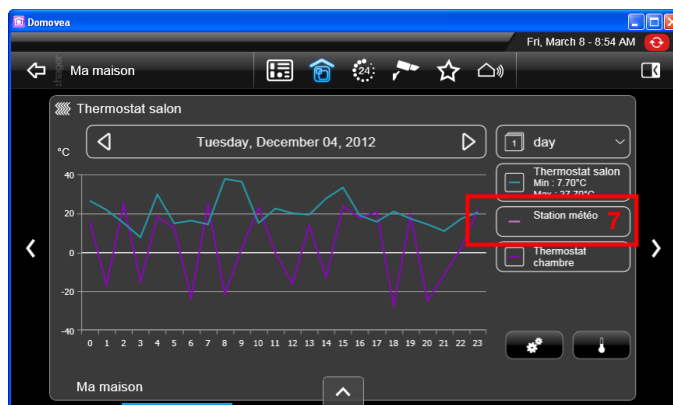 Domovea
Fri, March 8 - 8:54 AM
:hager
Ma maison
24
Thermostat salon
°C
Tuesday, December 04, 2012
1 day
Thermostat salon
Min : 7.70°C
Max : 37.70°C
Station météo
7
Thermostat
chambre
40
20
0
-20
-40
0 1 2 3 4 5 6 7 8 9 10 11 12 13 14 15 16 17 18 19 20 21 22 23
Ma maison